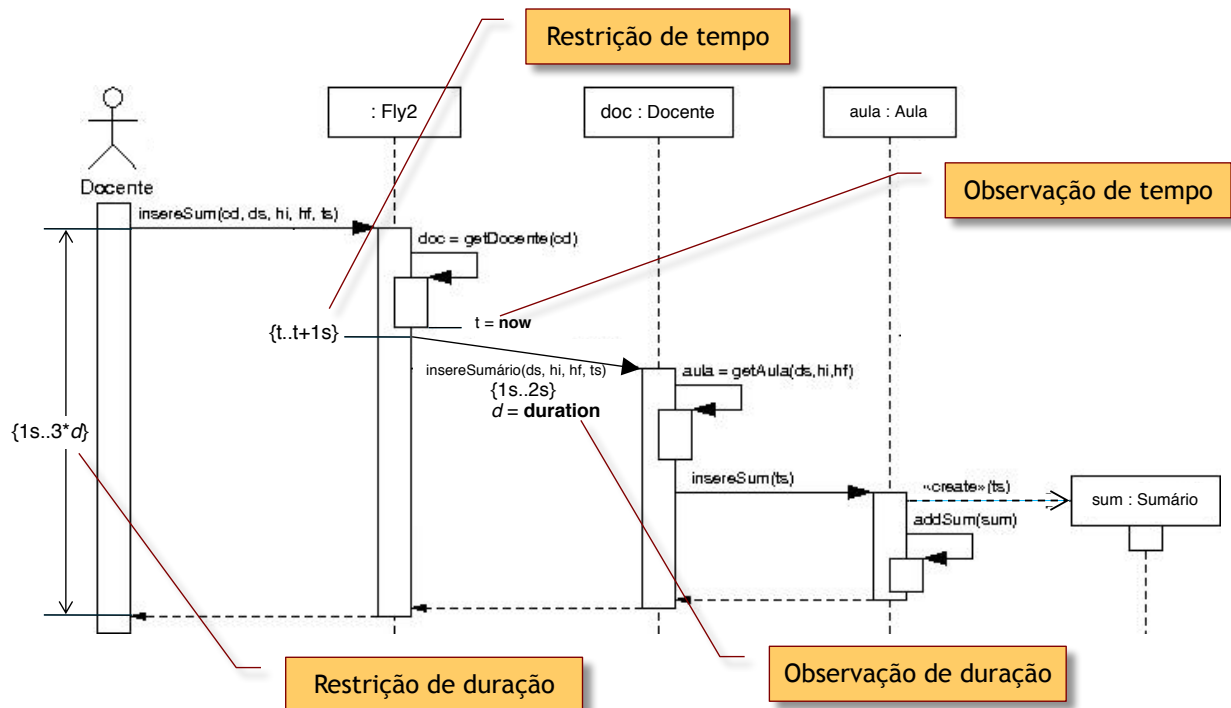 Restrição de tempo
: Fly2
doc : Docente
aula : Aula
Docente
Observação de tempo
insereSum(cd, ds, hi, hf, ts)
doc = getDocente(cd)
t = now
{t..t+1s}
insereSumário(ds, hi, hf, ts)
{1s..2s}
d = duration
aula = getAula(ds,hi,hf)
{1s..3*d}
insereSum(ts)
«create»(ts)
sum : Sumário
addSum(sum)
Restrição de duração
Observação de duração